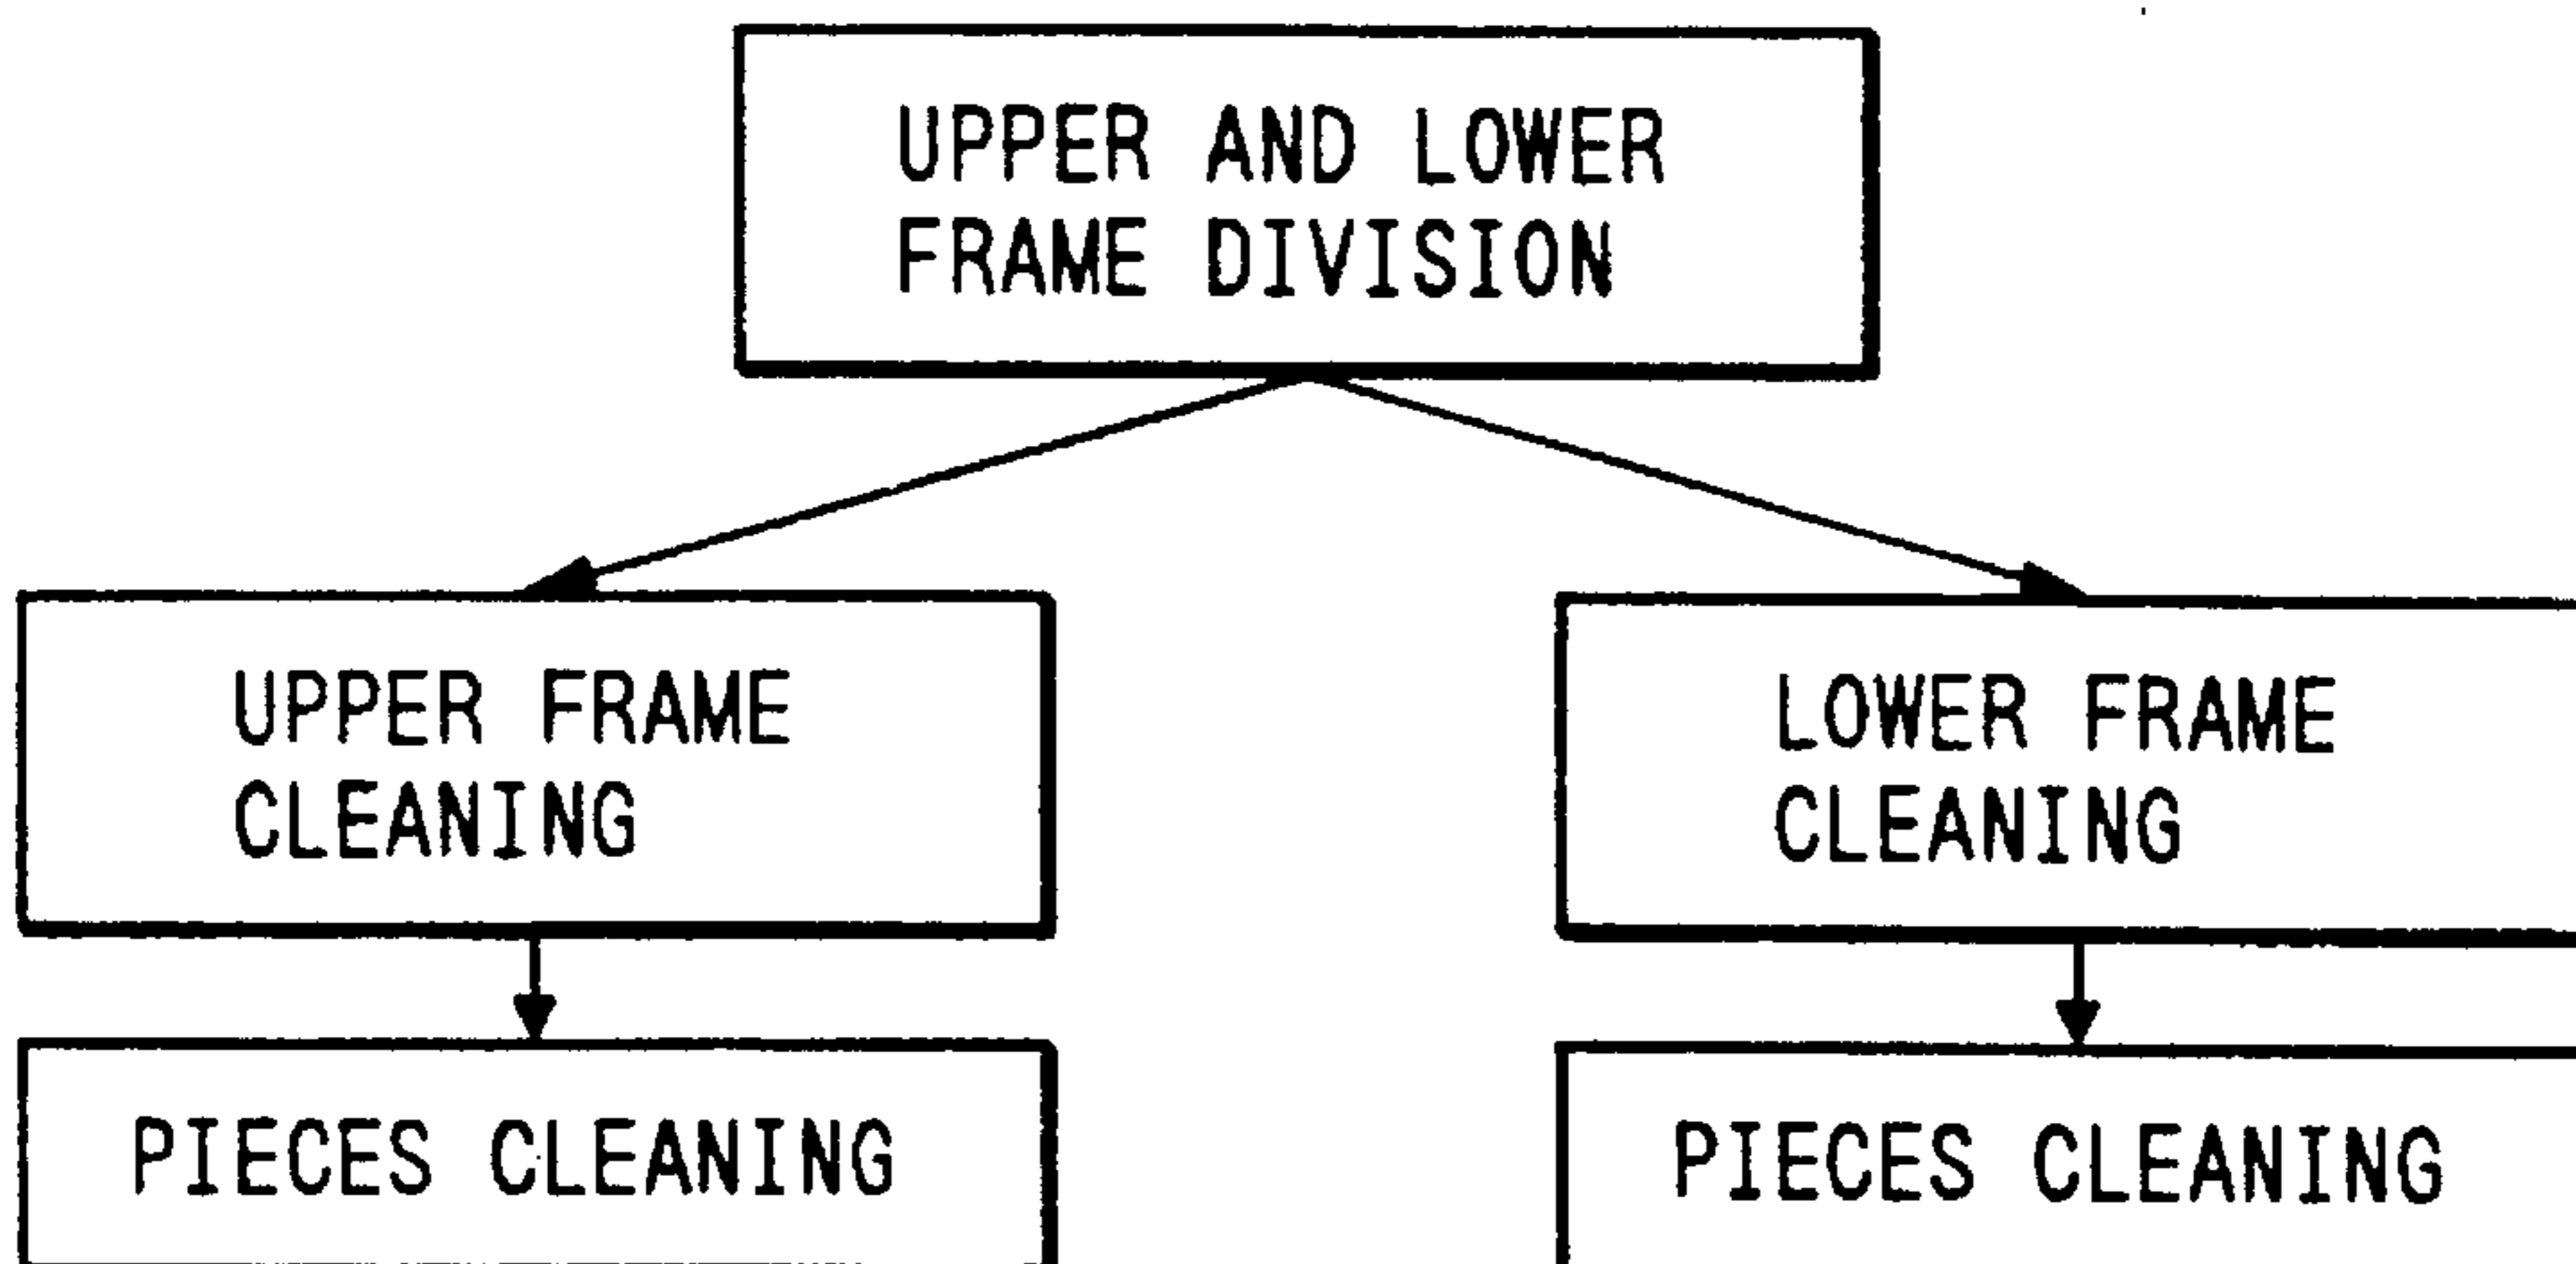 UPPER AND LOWER
FRAME DIVISION
UPPER FRAME
CLEANING
LOWER FRAME
CLEANING
PIECES CLEANING
PIECES CLEANING